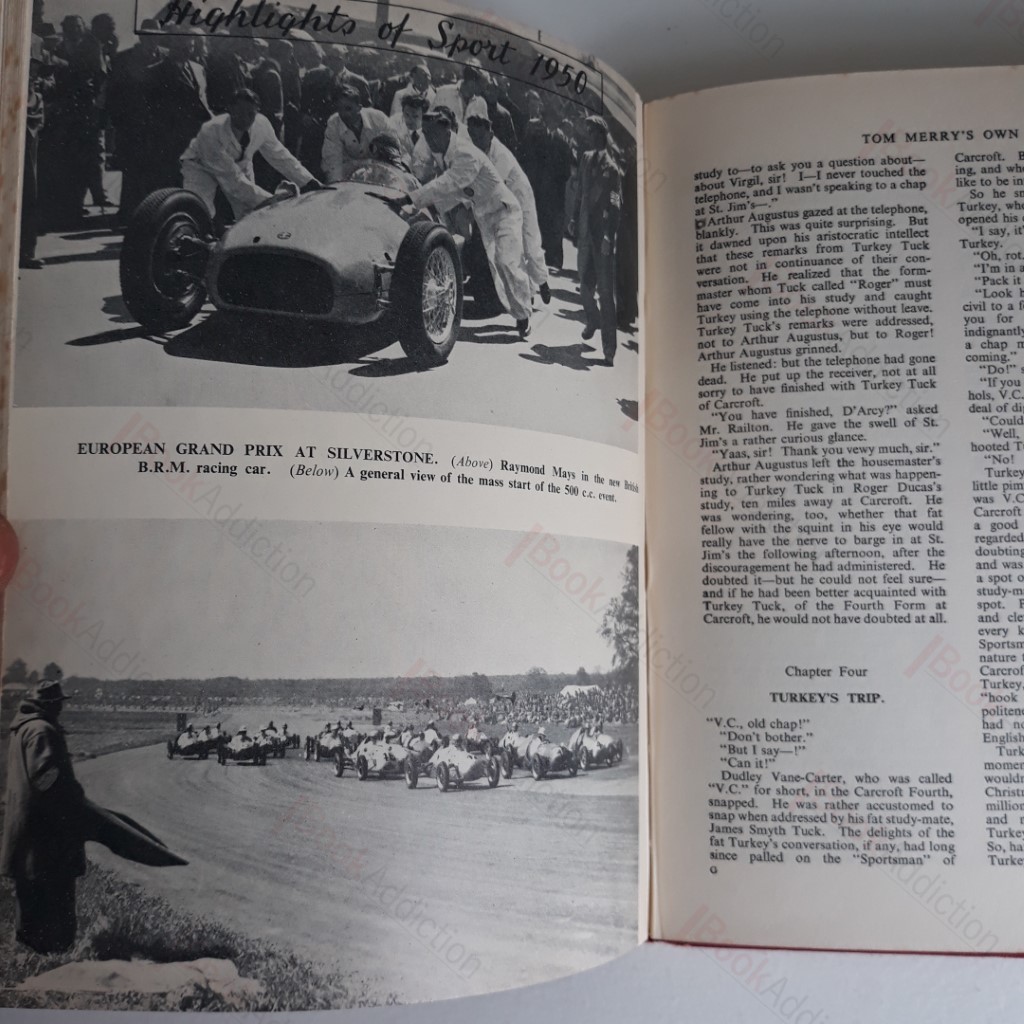 Highlights of Sport 1950
EUROPEAN GRAND PRIX AT SILVERSTONE. (Above) Raymond Mays in the new British
B.R.M. racing car. (Below) A general view of the mass start of the 500 c.c. event.
TOM MERRY'S OWN
study to—to ask you a question about—
about Virgil, sir! I—I never touched the
telephone, and I wasn't speaking to a chap
at St. Jim's—."
Arthur Augustus gazed at the telephone,
blankly. This was quite surprising. But
it dawned upon his aristocratic intellect
that these remarks from Turkey Tuck
were not in continuance of their con-
versation. He realized that the form-
master whom Tuck called "Roger" must
have come into his study and caught
Turkey using the telephone without leave.
Turkey Tuck's remarks were addressed,
not to Arthur Augustus, but to Roger!
Arthur Augustus grinned.
He listened: but the telephone had gone
dead. He put up the receiver, not at all
sorry to have finished with Turkey Tuck
of Carcroft.
"You have finished, D'Arcy?" asked
Mr. Railton. He gave the swell of St.
Jim's a rather curious glance.
"Yaas, sir! Thank you vewy much, sir."
Arthur Augustus left the housemaster's
study, rather wondering what was happen-
ing to Turkey Tuck in Roger Ducas's
study, ten miles away at Carcroft. He
was wondering, too, whether that fat
fellow with the squint in his eye would
really have the nerve to barge in at St.
Jim's the following afternoon, after the
discouragement he had administered. He
doubted it—but he could not feel sure—
and if he had been better acquainted with
Turkey Tuck, of the Fourth Form at
Carcroft, he would not have doubted at all.
Chapter Four
TURKEY'S TRIP.
"V.C., old chap!"
"Don't bother."
"But I say—!"
"Can it!"
Dudley Vane-Carter, who was called
"V.C." for short, in the Carcroft Fourth,
snapped. He was rather accustomed to
snap when addressed by his fat study-mate,
James Smyth Tuck. The delights of the
fat Turkey's conversation, if any, had long
since palled on the "Sportsman" of
G
Carcroft.
ing, and
like to be in
So he
Turkey,
opened his
"I say, it'
Turkey.
"Oh, rot.
"I'm in a
"Pack it
"Look
civil to a
you for
indignantly
a chap
coming."
"Do!"
"If you
hols, V.C.
deal of
"Could
"Well,
hooted
"No!
Turkey
little
was V.C
Carcroft
a good
regarded
doubting
and was
a spot o
study-m
spot.
and
every
Sportsm
nature
Carcrof
Turkey,
"hook
politen
had
English
Turk
momen
wouldn
Christm
million
and
Turkey
So, ha
Turke
BookAddiction